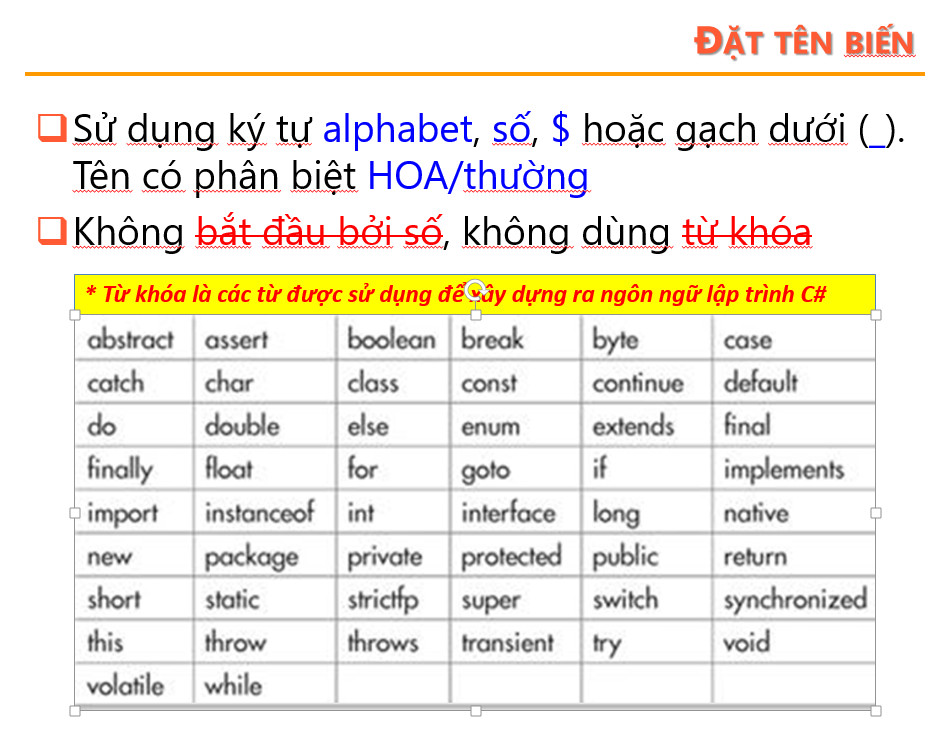 ĐẶT TÊN BIẾN
Sử dụng ký tự alphabet, số, $ hoặc gạch dưới (_).
Tên có phân biệt HOA/thường
Không bắt đầu bởi số, không dùng từ khóa
* Từ khóa là các từ được sử dụng để xây dựng ra ngôn ngữ lập trình C#
abstract assert boolean break byte case
catch char class const continue default
do double else enum extends final
finally float for goto if implements
import instanceof int interface long native
new package private protected public return
short static strictfp super switch synchronized
this throw throws transient try void
volatile while